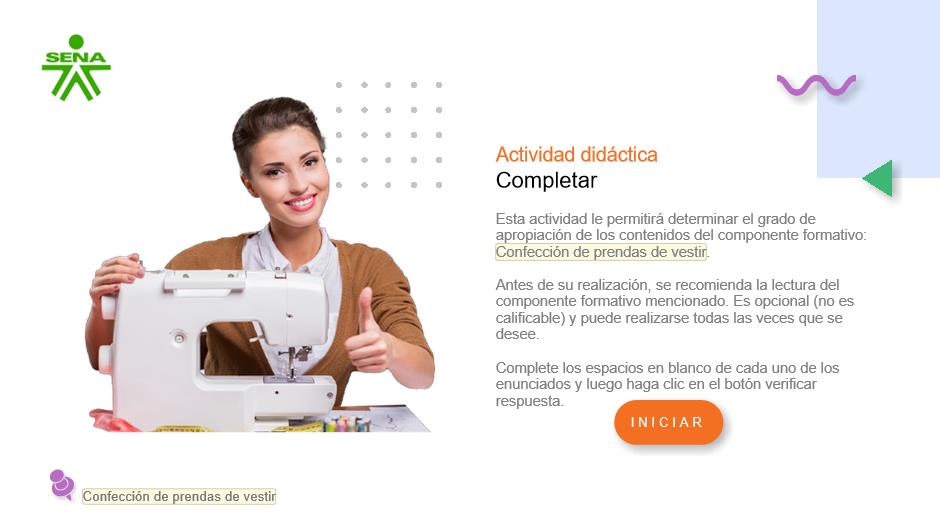 SENA
Actividad didáctica
Completar
Esta actividad le permitirá determinar el grado de
apropiación de los contenidos del componente formativo:
Confección de prendas de vestir.
Antes de su realización, se recomienda la lectura del
componente formativo mencionado. Es opcional (no es
calificable) y puede realizarse todas las veces que se
desee.
Complete los espacios en blanco de cada uno de los
enunciados y luego haga clic en el botón verificar
respuesta.
INICIAR
Confección de prendas de vestir